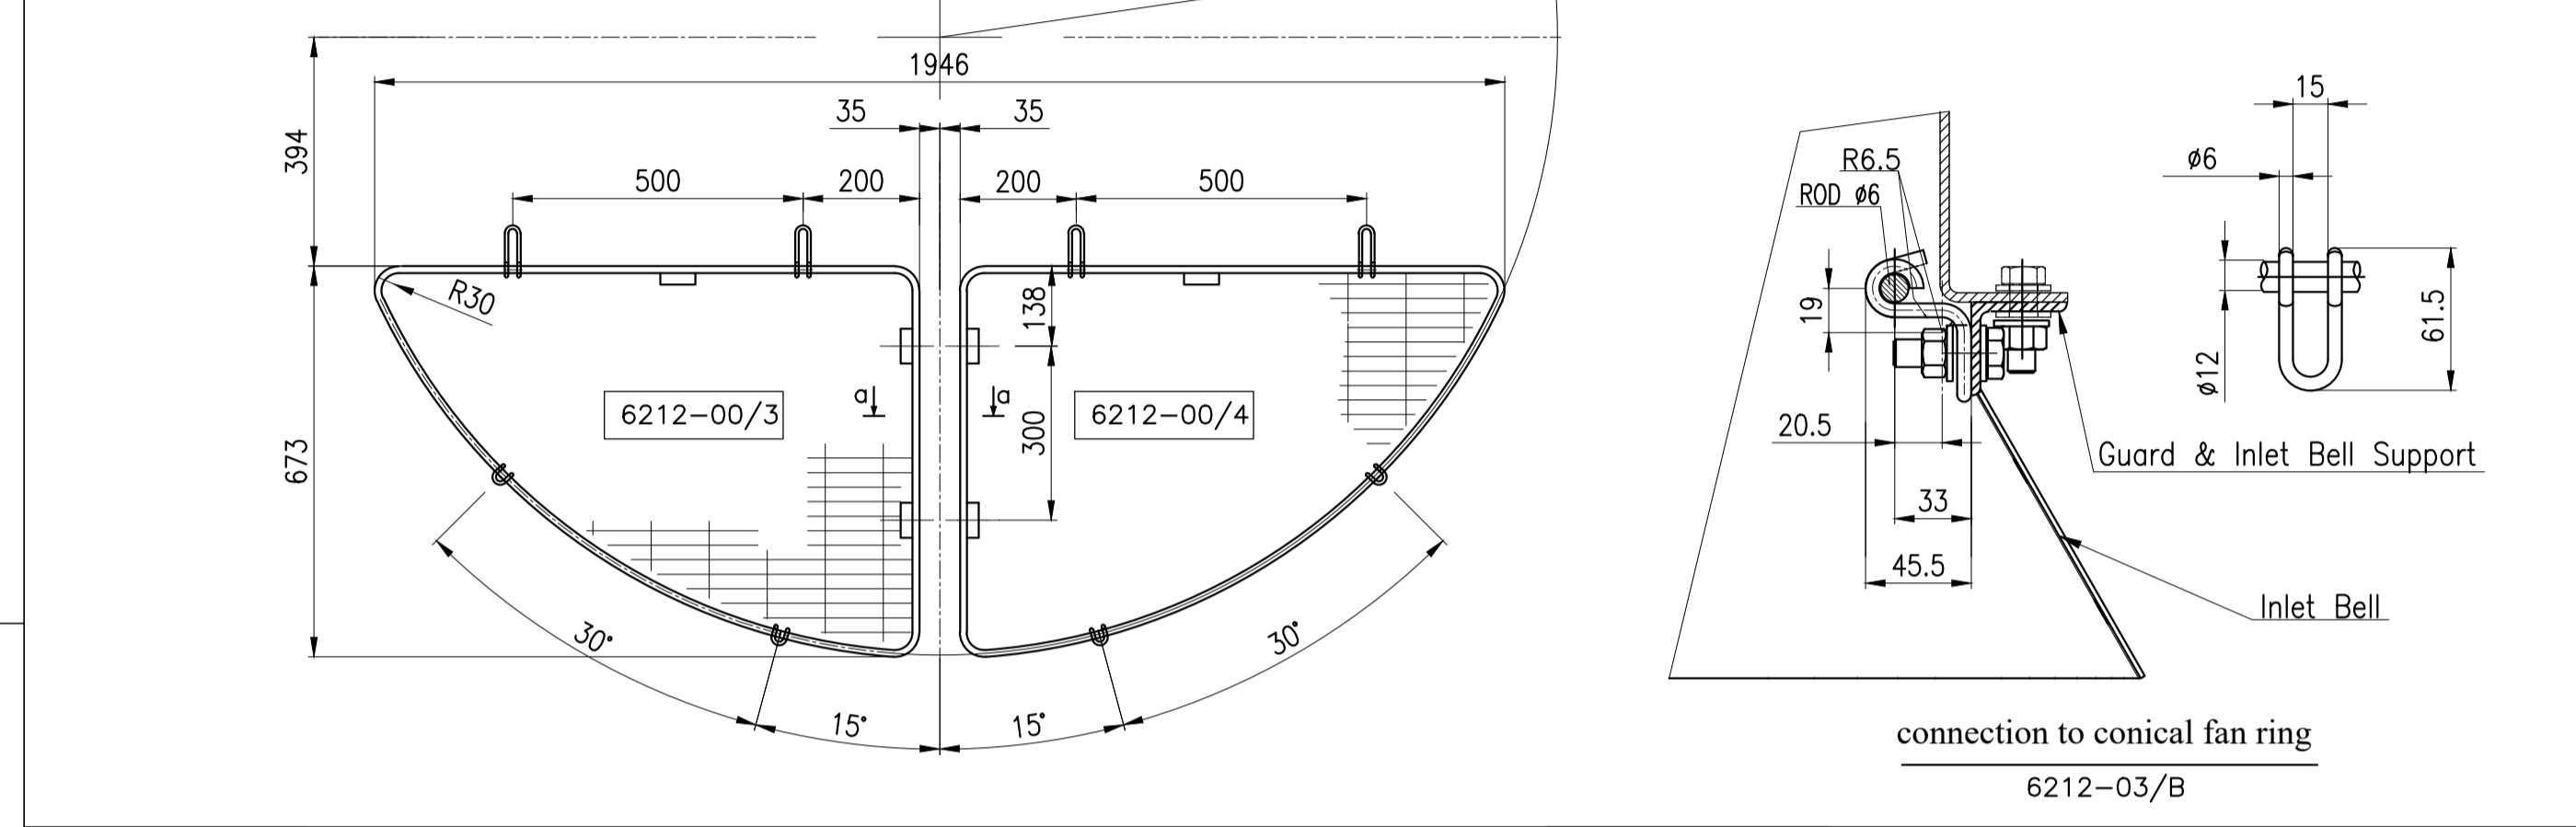 1946
35
35
394
500
200
200
500
R30
138
6212-00/3
a
a
6212-00/4
300
673
30°
30°
15°
15°
R6.5
ROD ø6
19
20.5
33
45.5
15
ø6
ø12
61.5
Guard & Inlet Bell Support
Inlet Bell
connection to conical fan ring
6212-03/B